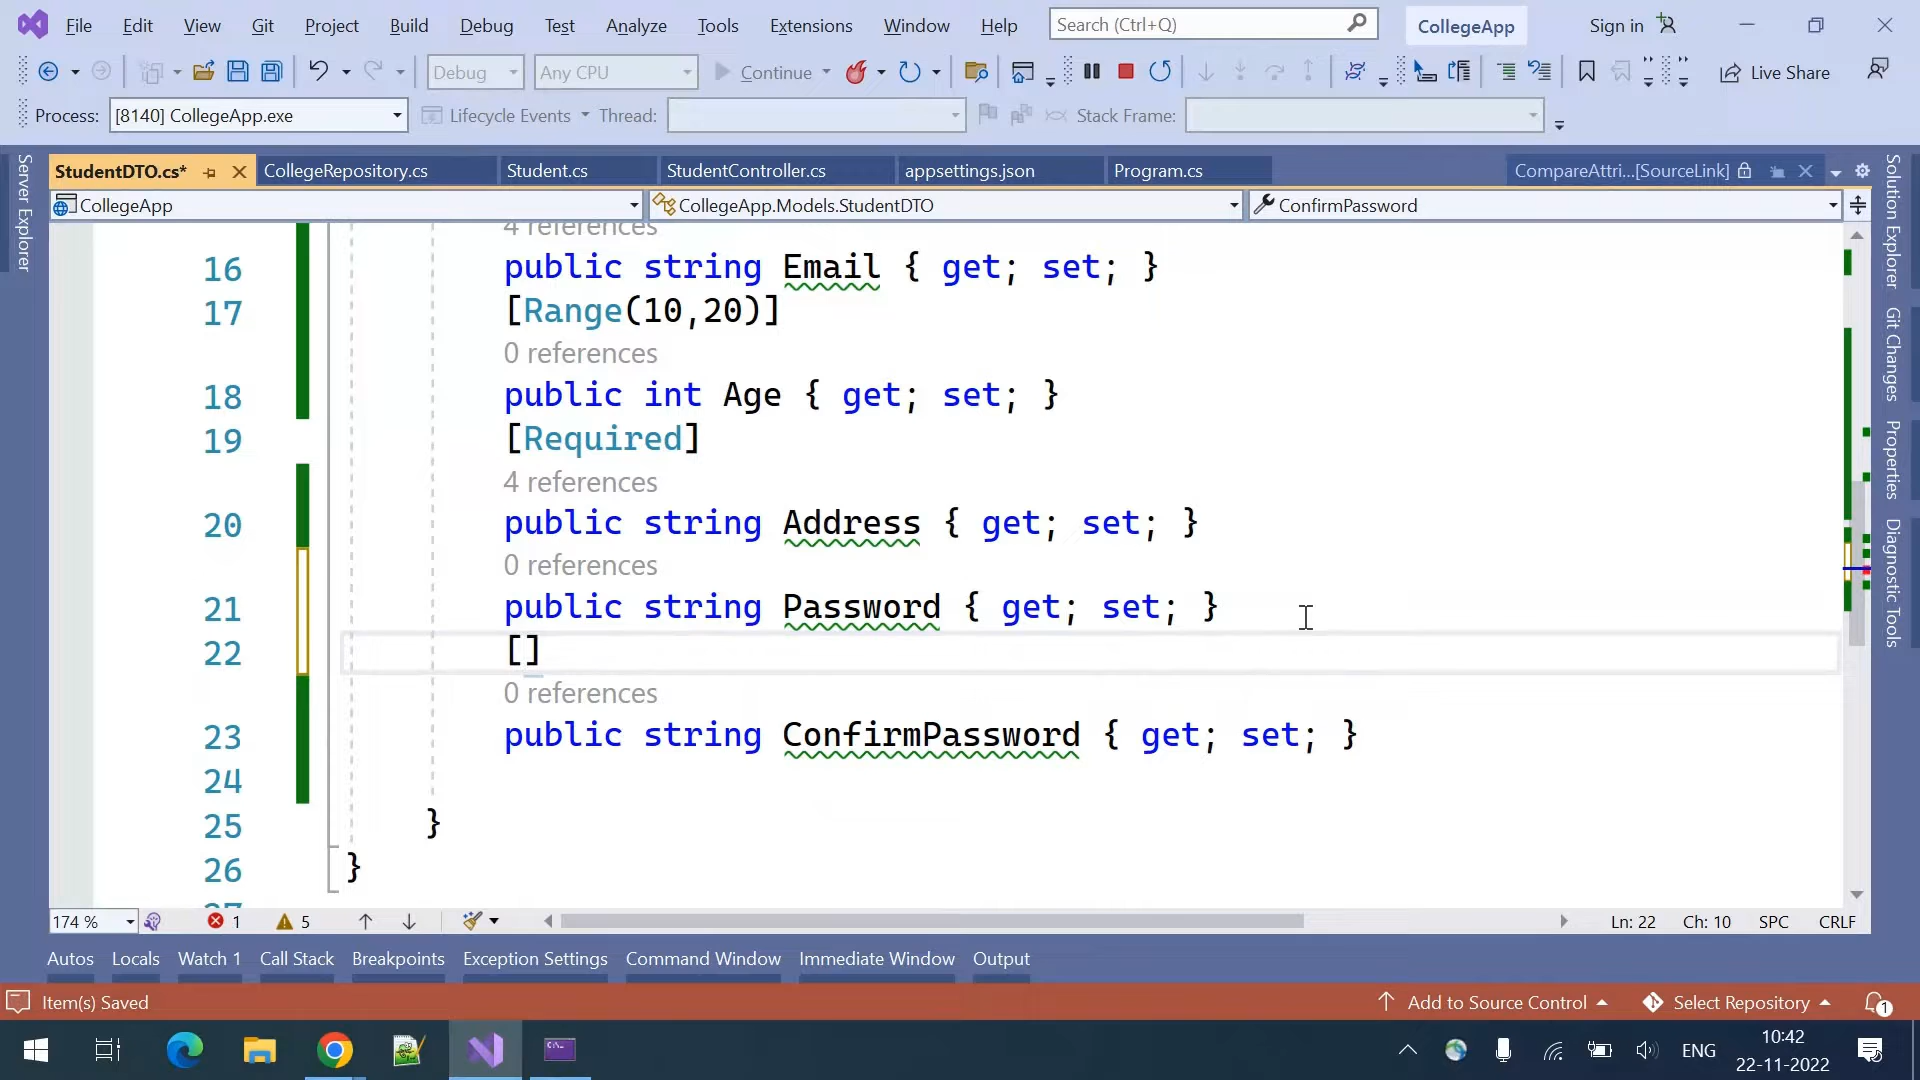 File Edit View Git Project Build Debug Test Analyze Tools Extensions Window Help Search (Ctrl+Q) CollegeApp Sign in
Debug Any CPU Continue Live Share
Process: [8140] CollegeApp.exe Lifecycle Events Thread: Stack Frame:
StudentDTO.cs* CollegeRepository.cs Student.cs StudentController.cs appsettings.json Program.cs CompareAttri...[SourceLink]
CollegeApp CollegeApp.Models.StudentDTO ConfirmPassword
Server Explorer
Solution Explorer
Git Changes
Properties
Diagnostic Tools
4 references
16 public string Email { get; set; }
17 [Range(10,20)]
0 references
18 public int Age { get; set; }
19 [Required]
4 references
20 public string Address { get; set; }
0 references
21 public string Password { get; set; }
22 []
0 references
23 public string ConfirmPassword { get; set; }
24
25 }
26 }
174 % 1 5 Ln: 22 Ch: 10 SPC CRLF
Autos Locals Watch 1 Call Stack Breakpoints Exception Settings Command Window Immediate Window Output
Item(s) Saved Add to Source Control Select Repository 1
ENG 10:42
22-11-2022